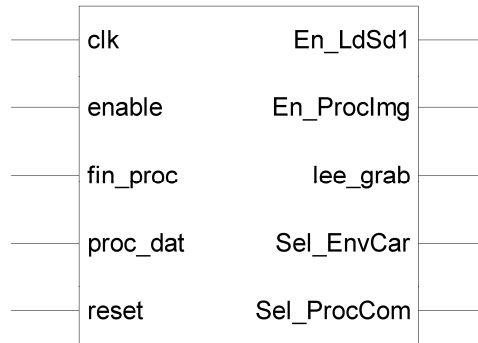 clk En_LdSd1
enable En_ProcImg
fin_proc lee_grab
proc_dat Sel_EnvCar
reset Sel_ProcCom